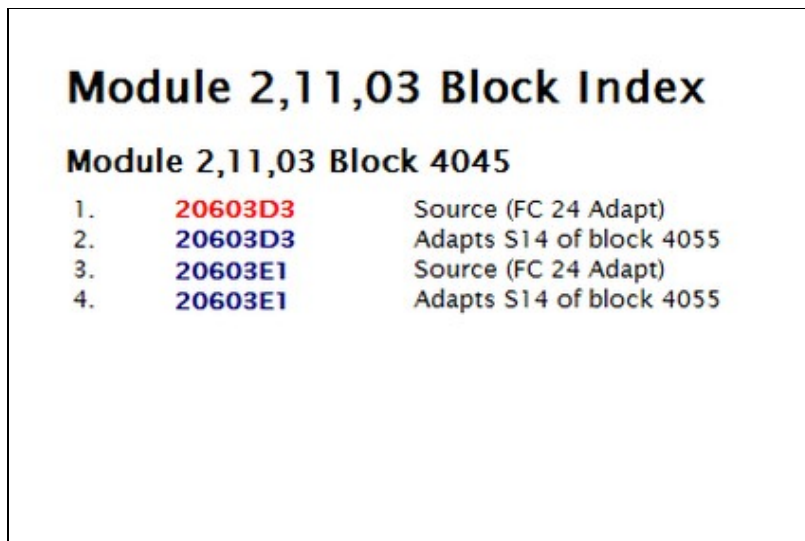 Module 2,11,03 Block Index
Module 2,11,03 Block 4045
1. 20603D3 Source (FC 24 Adapt)
2. 20603D3 Adapts S14 of block 4055
3. 20603E1 Source (FC 24 Adapt)
4. 20603E1 Adapts S14 of block 4055